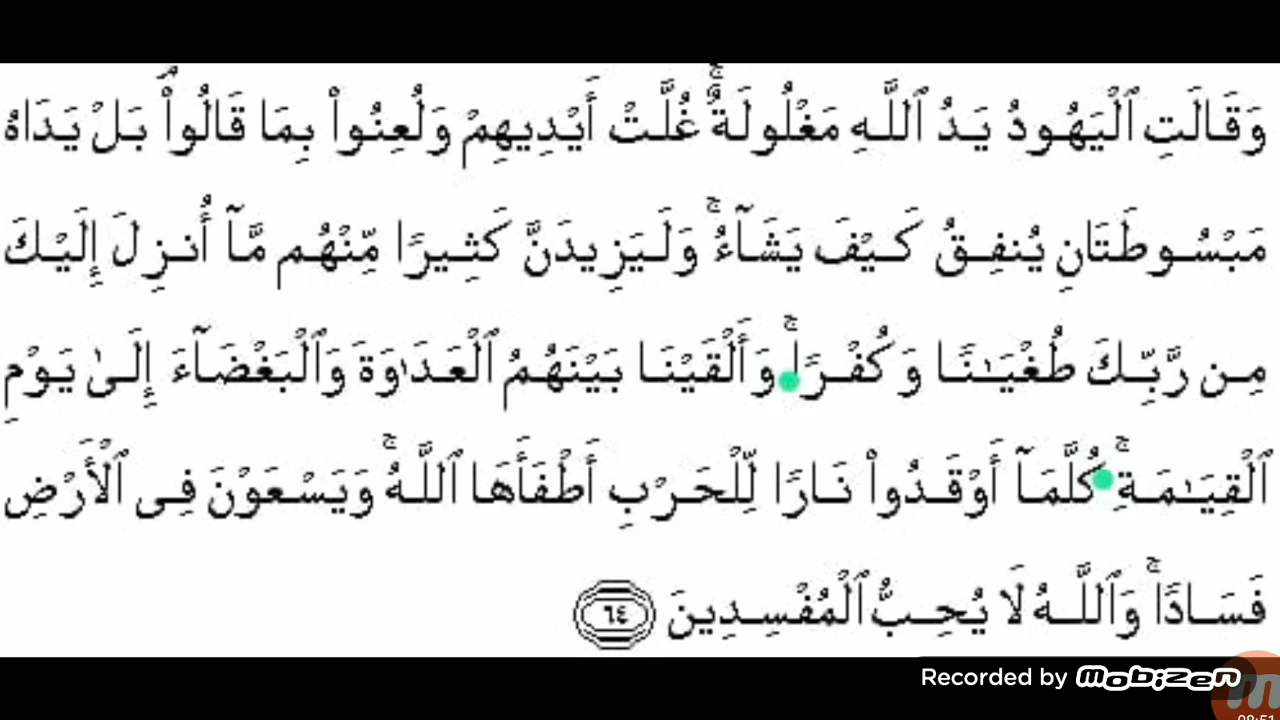 وَقَالَتِ ٱلْيَهُودُ يَدُ ٱللَّهِ مَغْلُولَةٌ ۚ غُلَّتْ أَيْدِيهِمْ وَلُعِنُوا۟ بِمَا قَالُوا۟ ۘ بَلْ يَدَاهُ
مَبْسُوطَتَانِ يُنفِقُ كَيْفَ يَشَآءُ ۚ وَلَيَزِيدَنَّ كَثِيرًا مِّنْهُم مَّآ أُنزِلَ إِلَيْكَ
مِن رَّبِّكَ طُغْيَـٰنًا وَكُفْرًا ۚ وَأَلْقَيْنَا بَيْنَهُمُ ٱلْعَدَٰوَةَ وَٱلْبَغْضَآءَ إِلَىٰ يَوْمِ
ٱلْقِيَـٰمَةِ ۚ كُلَّمَآ أَوْقَدُوا۟ نَارًا لِّلْحَرْبِ أَطْفَأَهَا ٱللَّهُ ۚ وَيَسْعَوْنَ فِى ٱلْأَرْضِ
فَسَادًا ۚ وَٱللَّهُ لَا يُحِبُّ ٱلْمُفْسِدِينَ ٦٤
Recorded by Mobizen